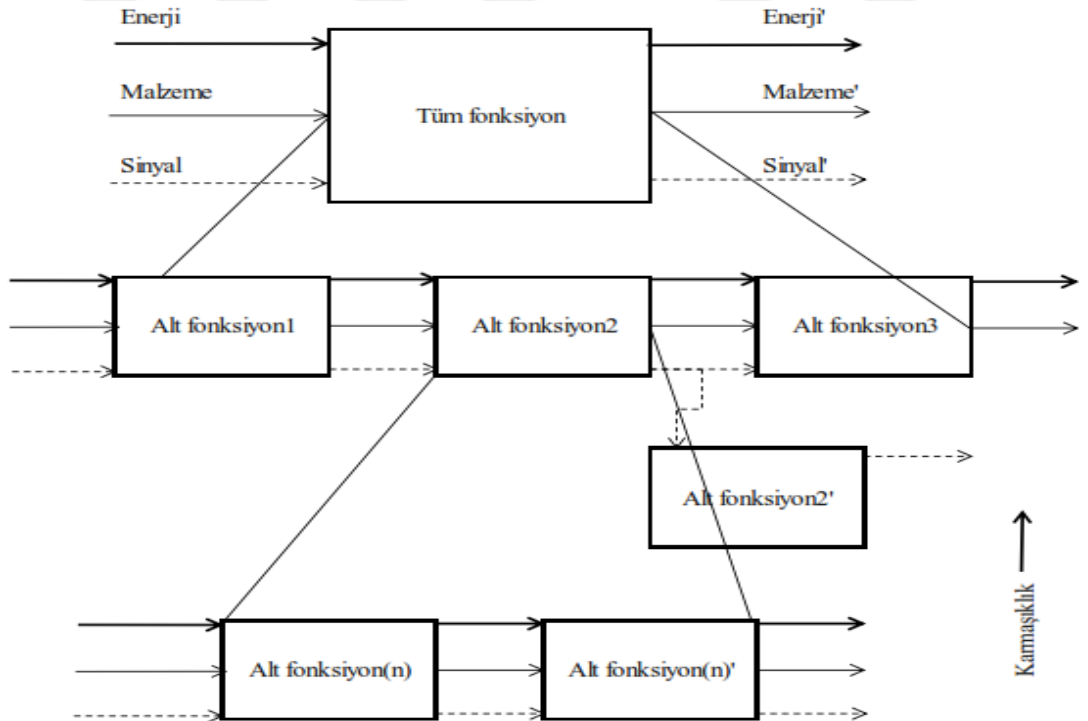 Enerji
Enerji'
Malzeme
Tüm fonksiyon
Malzeme'
Sinyal
Sinyal'
Alt fonksiyon1
Alt fonksiyon2
Alt fonksiyon3
Alt fonksiyon2'
Karmaşıklık
Alt fonksiyon(n)
Alt fonksiyon(n)'